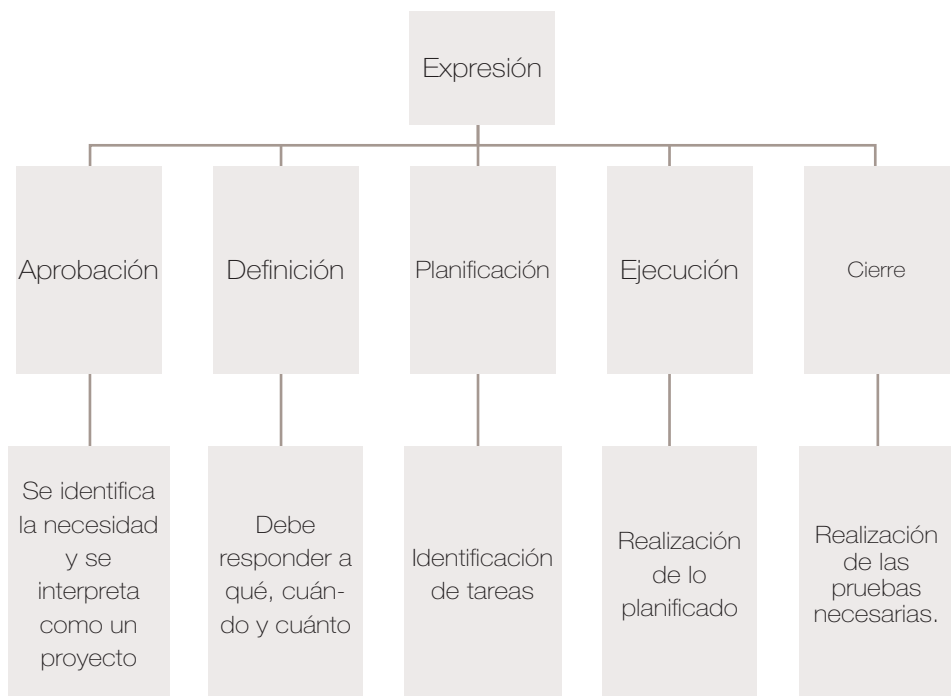 Expresión
Aprobación
Definición
Planificación
Ejecución
Cierre
Se identifica
la necesidad
y se
interpreta
como un
proyecto
Debe
responder a
qué, cuán-
do y cuánto
Identificación
de tareas
Realización
de lo
planificado
Realización
de las
pruebas
necesarias.